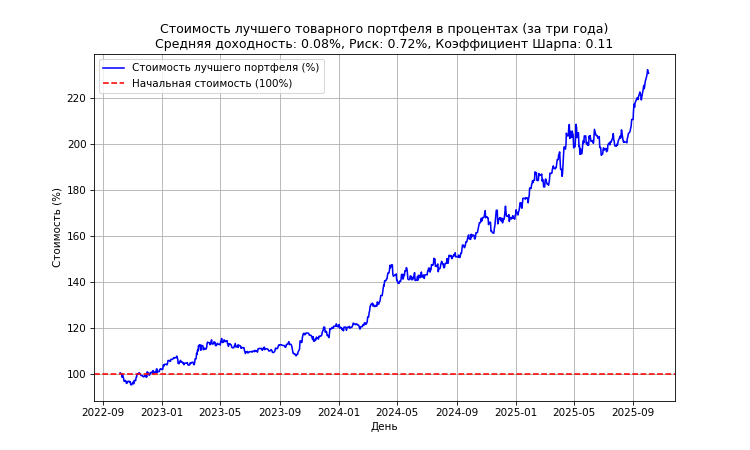 Стоимость лучшего товарного портфеля в процентах (за три года)
Средняя доходность: 0.08%, Риск: 0.72%, Коэффициент Шарпа: 0.11
Стоимость лучшего портфеля (%)
Начальная стоимость (100%)
Стоимость (%)
220
200
180
160
140
120
100
2022-09 2023-01 2023-05 2023-09 2024-01 2024-05 2024-09 2025-01 2025-05 2025-09
День